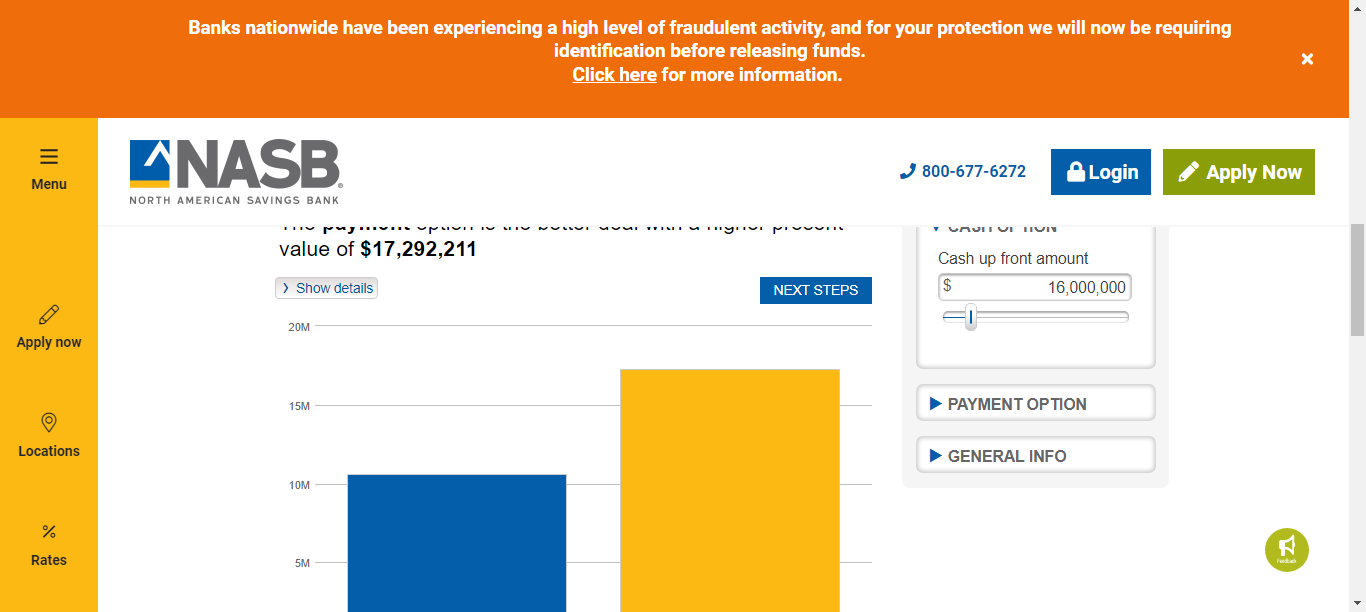 Banks nationwide have been experiencing a high level of fraudulent activity, and for your protection we will now be requiring
identification before releasing funds.
Click here for more information.
Menu
Apply now
Locations
Rates
NASB®
NORTH AMERICAN SAVINGS BANK
800-677-6272
Login
Apply Now
The payment option is the better deal with a higher present
value of $17,292,211
Show details
NEXT STEPS
20M
15M
10M
5M
CASH OPTION
Cash up front amount
$ 16,000,000
PAYMENT OPTION
GENERAL INFO
Feedback